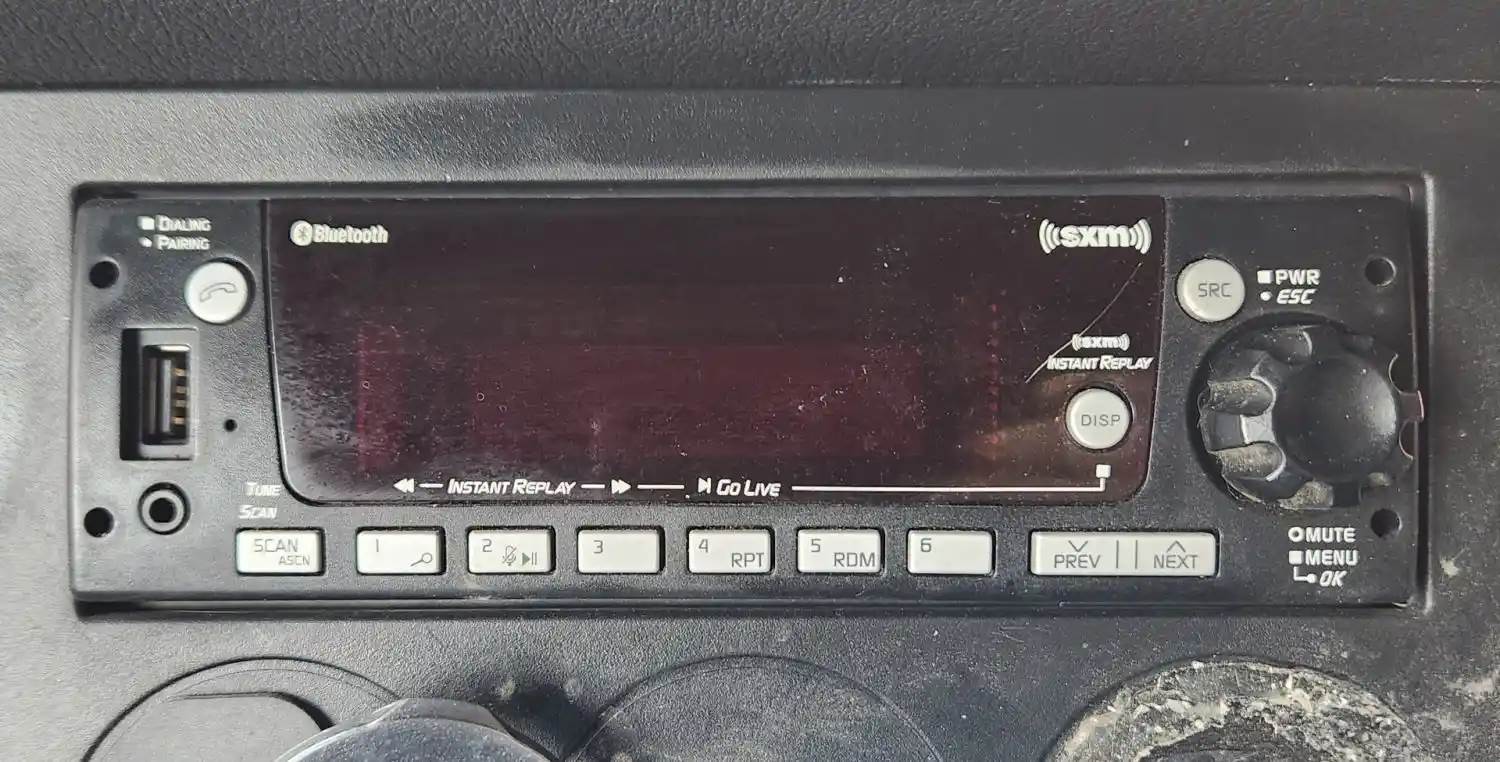 DIALING
PAIRING
Bluetooth
((sxm))
SRC
PWR
ESC
((sxm))
INSTANT REPLAY
DISP
INSTANT REPLAY
GO LIVE
TUNE
SCAN
SCAN
ASCN
1
2
3
4
RPT
5
RDM
6
PREV
NEXT
MUTE
MENU
OK